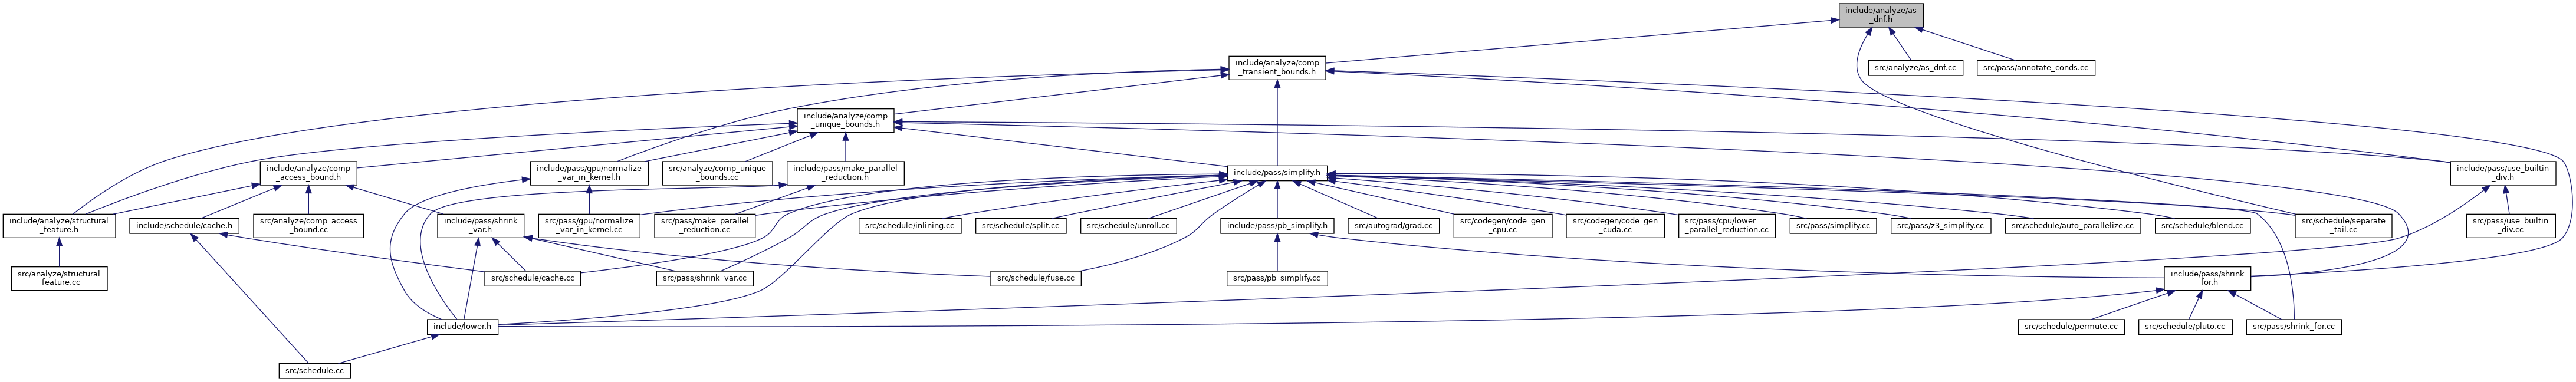 include/analyze/as
_dnf.h
include/analyze/comp
_transient_bounds.h
src/analyze/as_dnf.cc
src/pass/annotate_conds.cc
include/analyze/comp
_unique_bounds.h
include/analyze/comp
_access_bound.h
include/pass/gpu/normalize
_var_in_kernel.h
src/analyze/comp_unique
_bounds.cc
include/pass/make_parallel
_reduction.h
include/pass/simplify.h
include/pass/use_builtin
_div.h
include/analyze/structural
_feature.h
include/schedule/cache.h
src/analyze/comp_access
_bound.cc
include/pass/shrink
_var.h
src/pass/gpu/normalize
_var_in_kernel.cc
src/pass/make_parallel
_reduction.cc
src/schedule/inlining.cc
src/schedule/split.cc
src/schedule/unroll.cc
include/pass/pb_simplify.h
src/autograd/grad.cc
src/codegen/code_gen
_cpu.cc
src/codegen/code_gen
_cuda.cc
src/pass/cpu/lower
_parallel_reduction.cc
src/pass/simplify.cc
src/pass/z3_simplify.cc
src/schedule/auto_parallelize.cc
src/schedule/blend.cc
src/schedule/separate
_tail.cc
src/pass/use_builtin
_div.cc
src/analyze/structural
_feature.cc
src/schedule/cache.cc
src/pass/shrink_var.cc
src/schedule/fuse.cc
src/pass/pb_simplify.cc
include/pass/shrink
_for.h
include/lower.h
src/schedule/permute.cc
src/schedule/pluto.cc
src/pass/shrink_for.cc
src/schedule.cc